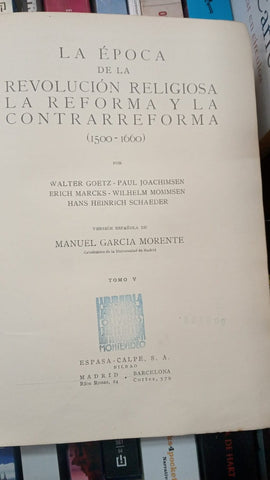 LA ÉPOCA
DE LA
REVOLUCIÓN RELIGIOSA
LA REFORMA Y LA
CONTRARREFORMA
(1500-1660)
POR
WALTER GOETZ - PAUL JOACHIMSEN
ERICH MARCKS - WILHELM MOMMSEN
HANS HEINRICH SCHAEDER
VERSIÓN ESPAÑOLA DE
MANUEL GARCIA MORENTE
Catedrático de la Universidad de Madrid
TOMO V
MONTEVIDEO
ESPASA-CALPE, S. A.
BILBAO
MADRID BARCELONA
Ríos Rosas, 24 Cortes, 579